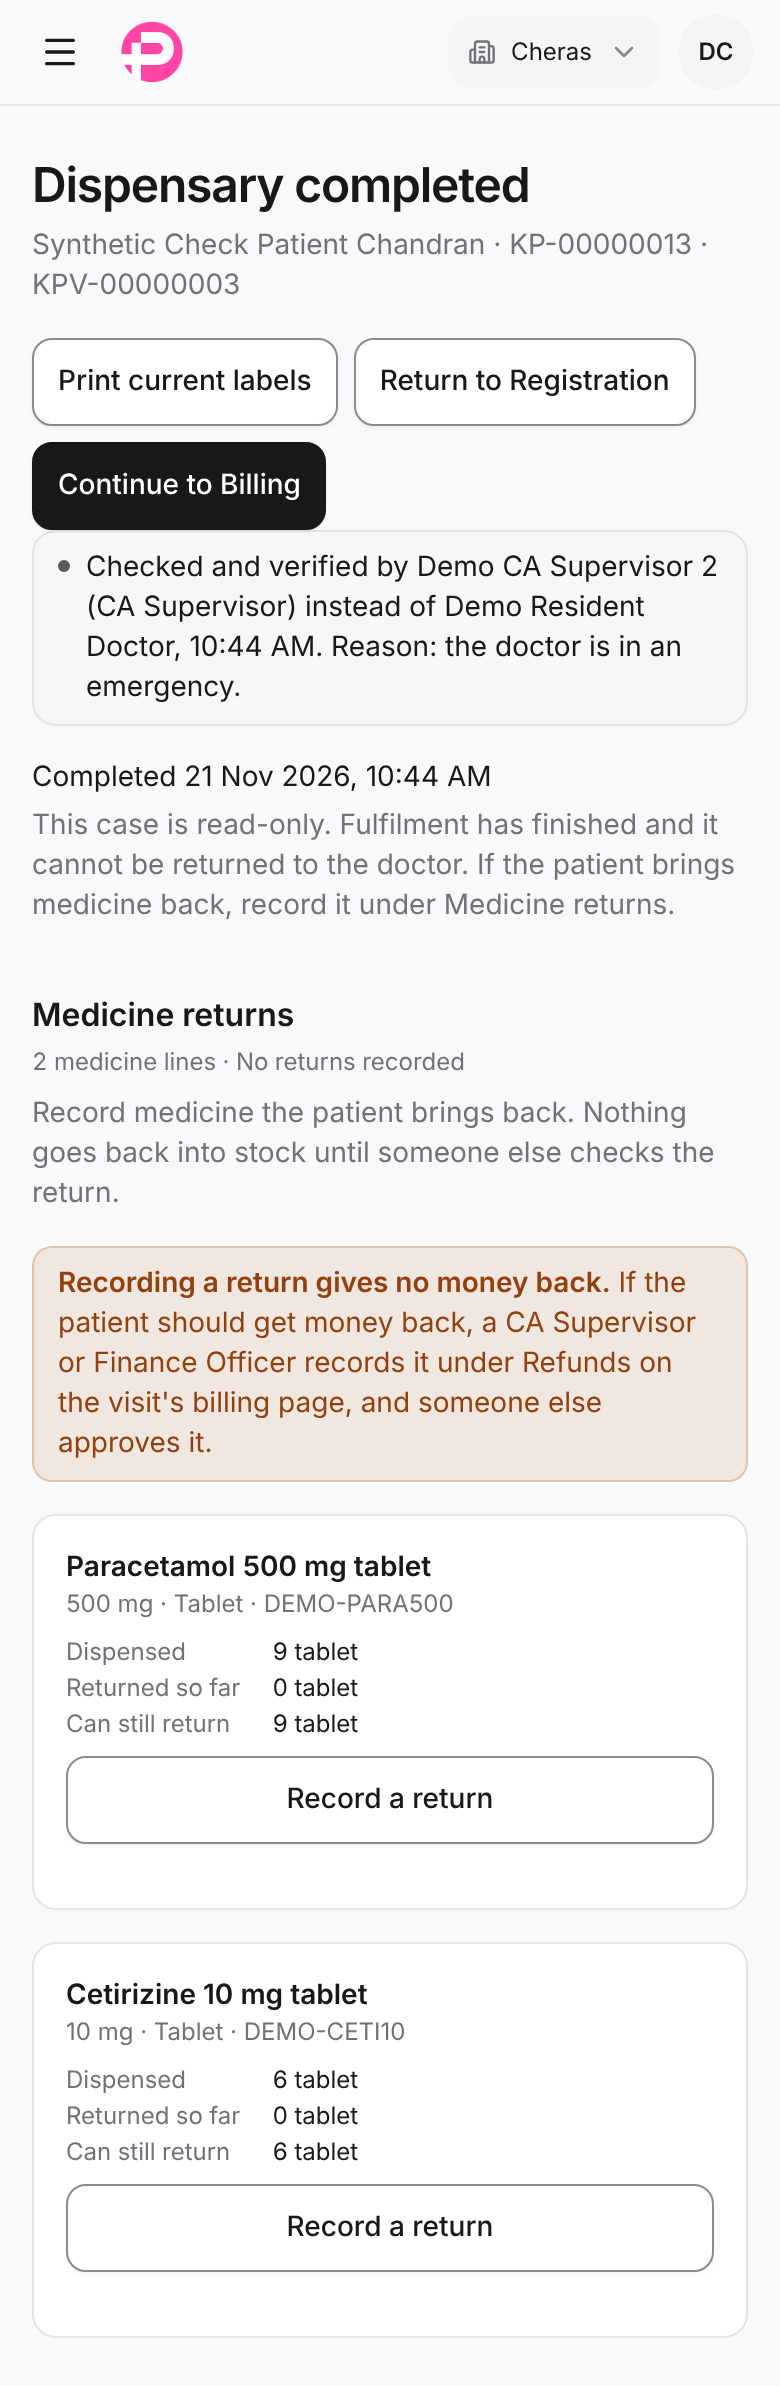 Cheras
DC
Dispensary completed
Synthetic Check Patient Chandran · KP-00000013 ·
KPV-00000003
Print current labels
Return to Registration
Continue to Billing
Checked and verified by Demo CA Supervisor 2
(CA Supervisor) instead of Demo Resident
Doctor, 10:44 AM. Reason: the doctor is in an
emergency.
Completed 21 Nov 2026, 10:44 AM
This case is read-only. Fulfilment has finished and it
cannot be returned to the doctor. If the patient brings
medicine back, record it under Medicine returns.
Medicine returns
2 medicine lines · No returns recorded
Record medicine the patient brings back. Nothing
goes back into stock until someone else checks the
return.
Recording a return gives no money back. If the
patient should get money back, a CA Supervisor
or Finance Officer records it under Refunds on
the visit's billing page, and someone else
approves it.
Paracetamol 500 mg tablet
500 mg · Tablet · DEMO-PARA500
Dispensed 9 tablet
Returned so far 0 tablet
Can still return 9 tablet
Record a return
Cetirizine 10 mg tablet
10 mg · Tablet · DEMO-CETI10
Dispensed 6 tablet
Returned so far 0 tablet
Can still return 6 tablet
Record a return